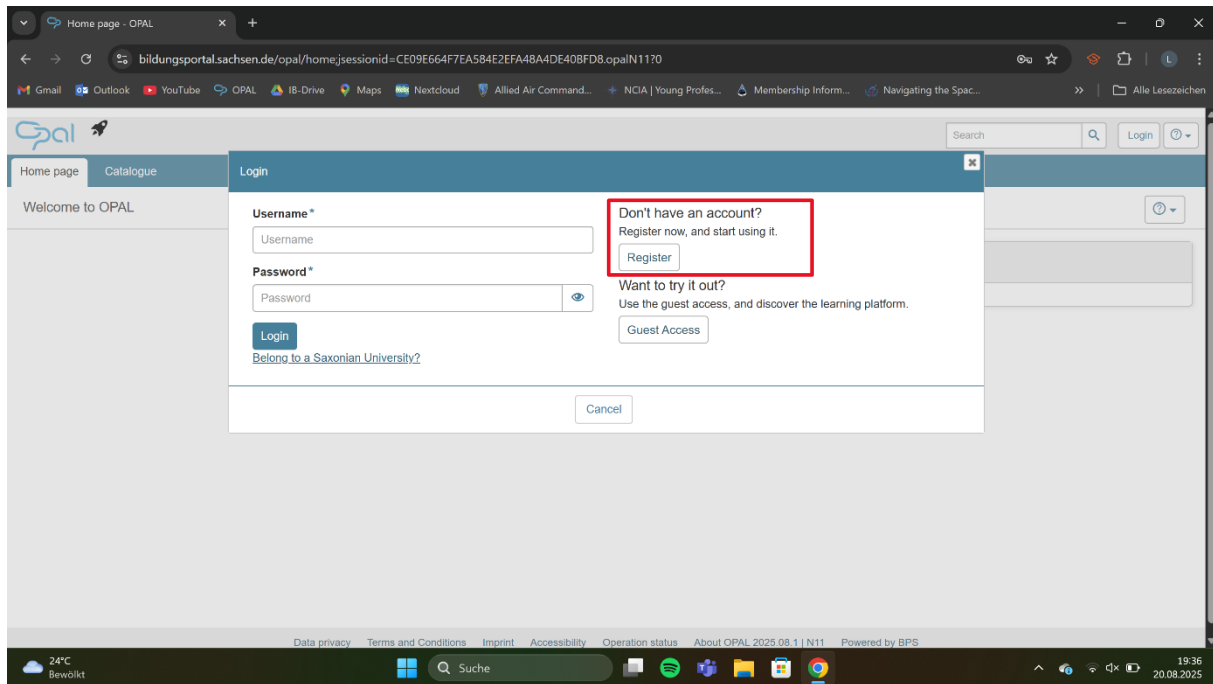 Home page - OPAL
bildungsportal.sachsen.de/opal/home;jsessionid=CE09E664F7EA584E2EFA48A4DE40BFD8.opalN11?0
L
Gmail Outlook YouTube OPAL IB-Drive Maps Nextcloud Allied Air Command... NCIA | Young Profes... Membership Inform... Navigating the Spac... » Alle Lesezeichen
Opal Search Login
Home page Catalogue Login
Welcome to OPAL
Username*
Username
Password*
Password
Login
Belong to a Saxonian University?
Don't have an account?
Register now, and start using it.
Register
Want to try it out?
Use the guest access, and discover the learning platform.
Guest Access
Cancel
Data privacy Terms and Conditions Imprint Accessibility Operation status About OPAL 2025.08.1 | N11 Powered by BPS
24°C
Bewölkt
Suche
19:36
20.08.2025